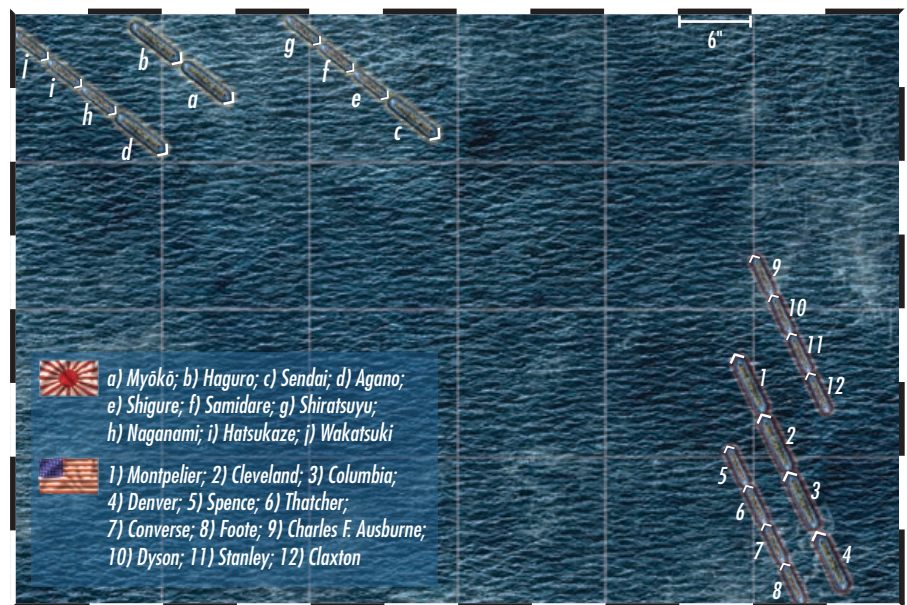 6"
g
b
j
f
i
a
e
h
c
d
9
10
11
1
12
2
5
3
6
7
4
8
a) Myōkō; b) Haguro; c) Sendai; d) Agano;
e) Shigure; f) Samidare; g) Shiratsuyu;
h) Naganami; i) Hatsukaze; j) Wakatsuki
1) Montpelier; 2) Cleveland; 3) Columbia;
4) Denver; 5) Spence; 6) Thatcher;
7) Converse; 8) Foote; 9) Charles F. Ausburne;
10) Dyson; 11) Stanley; 12) Claxton